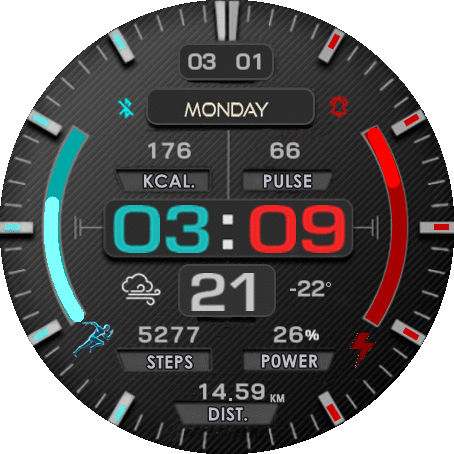 03 01
MONDAY
176 66
KCAL. PULSE
03:09
21 -22°
5277 26%
STEPS POWER
14.59 KM
DIST.